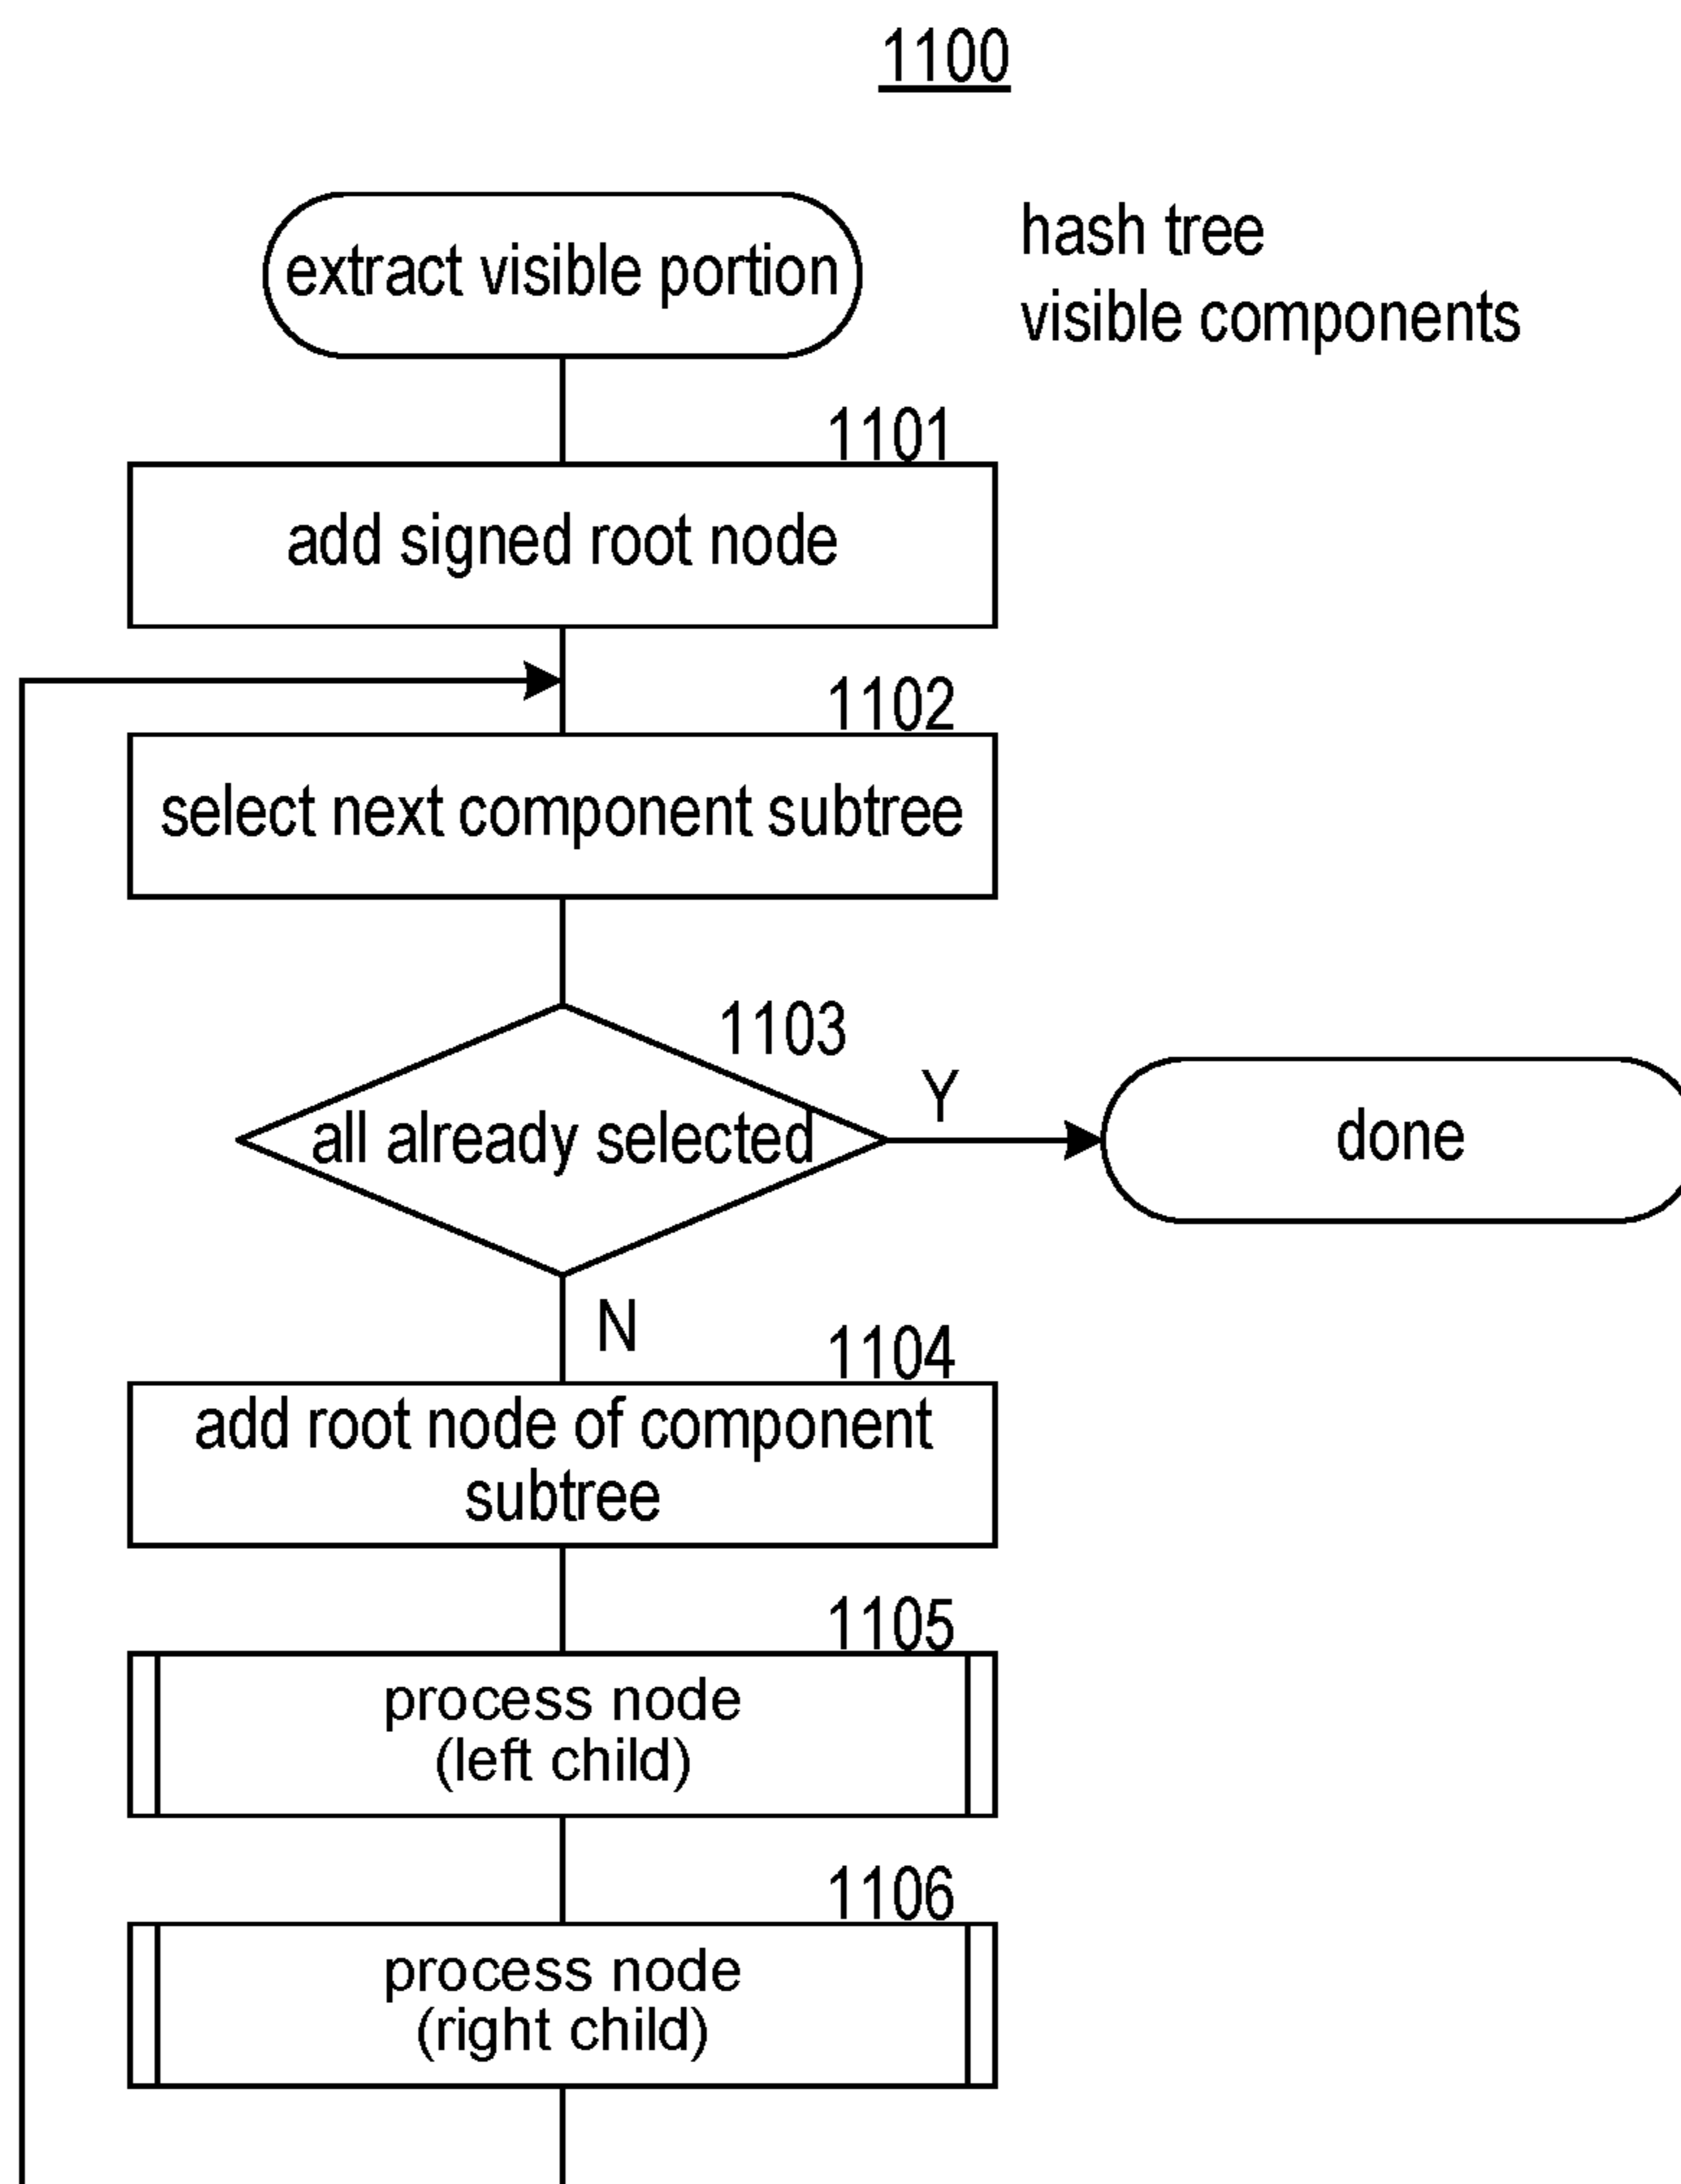 1100
extract visible portion
hash tree
visible components
1101
add signed root node
1102
select next component subtree
1103
all already selected
Y
done
N
1104
add root node of component
subtree
1105
process node
(left child)
1106
process node
(right child)